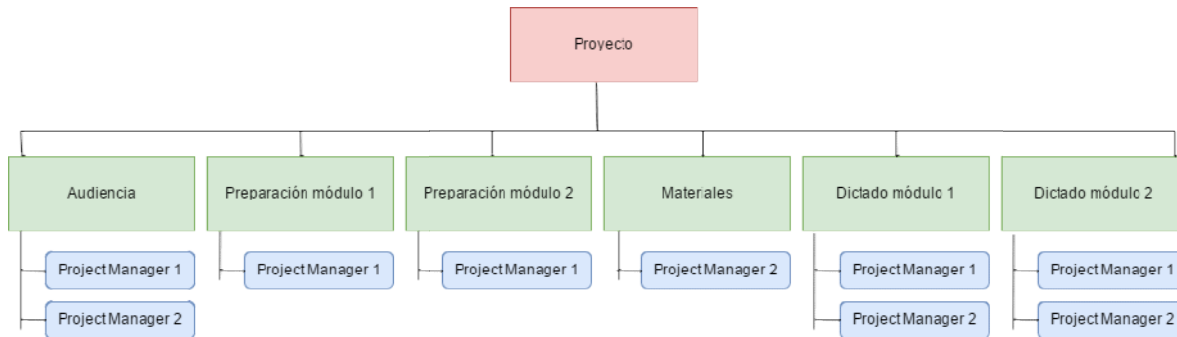 Proyecto
Audiencia
Preparación módulo 1
Preparación módulo 2
Materiales
Dictado módulo 1
Dictado módulo 2
Project Manager 1
Project Manager 1
Project Manager 1
Project Manager 2
Project Manager 1
Project Manager 1
Project Manager 2
Project Manager 2
Project Manager 2